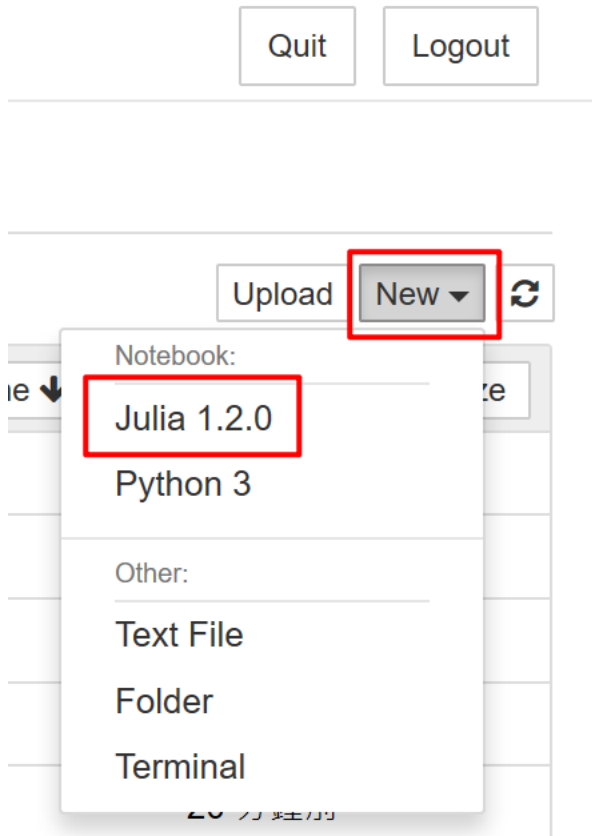 Quit Logout
Upload New
Notebook:
Julia 1.2.0
Python 3
Other:
Text File
Folder
Terminal